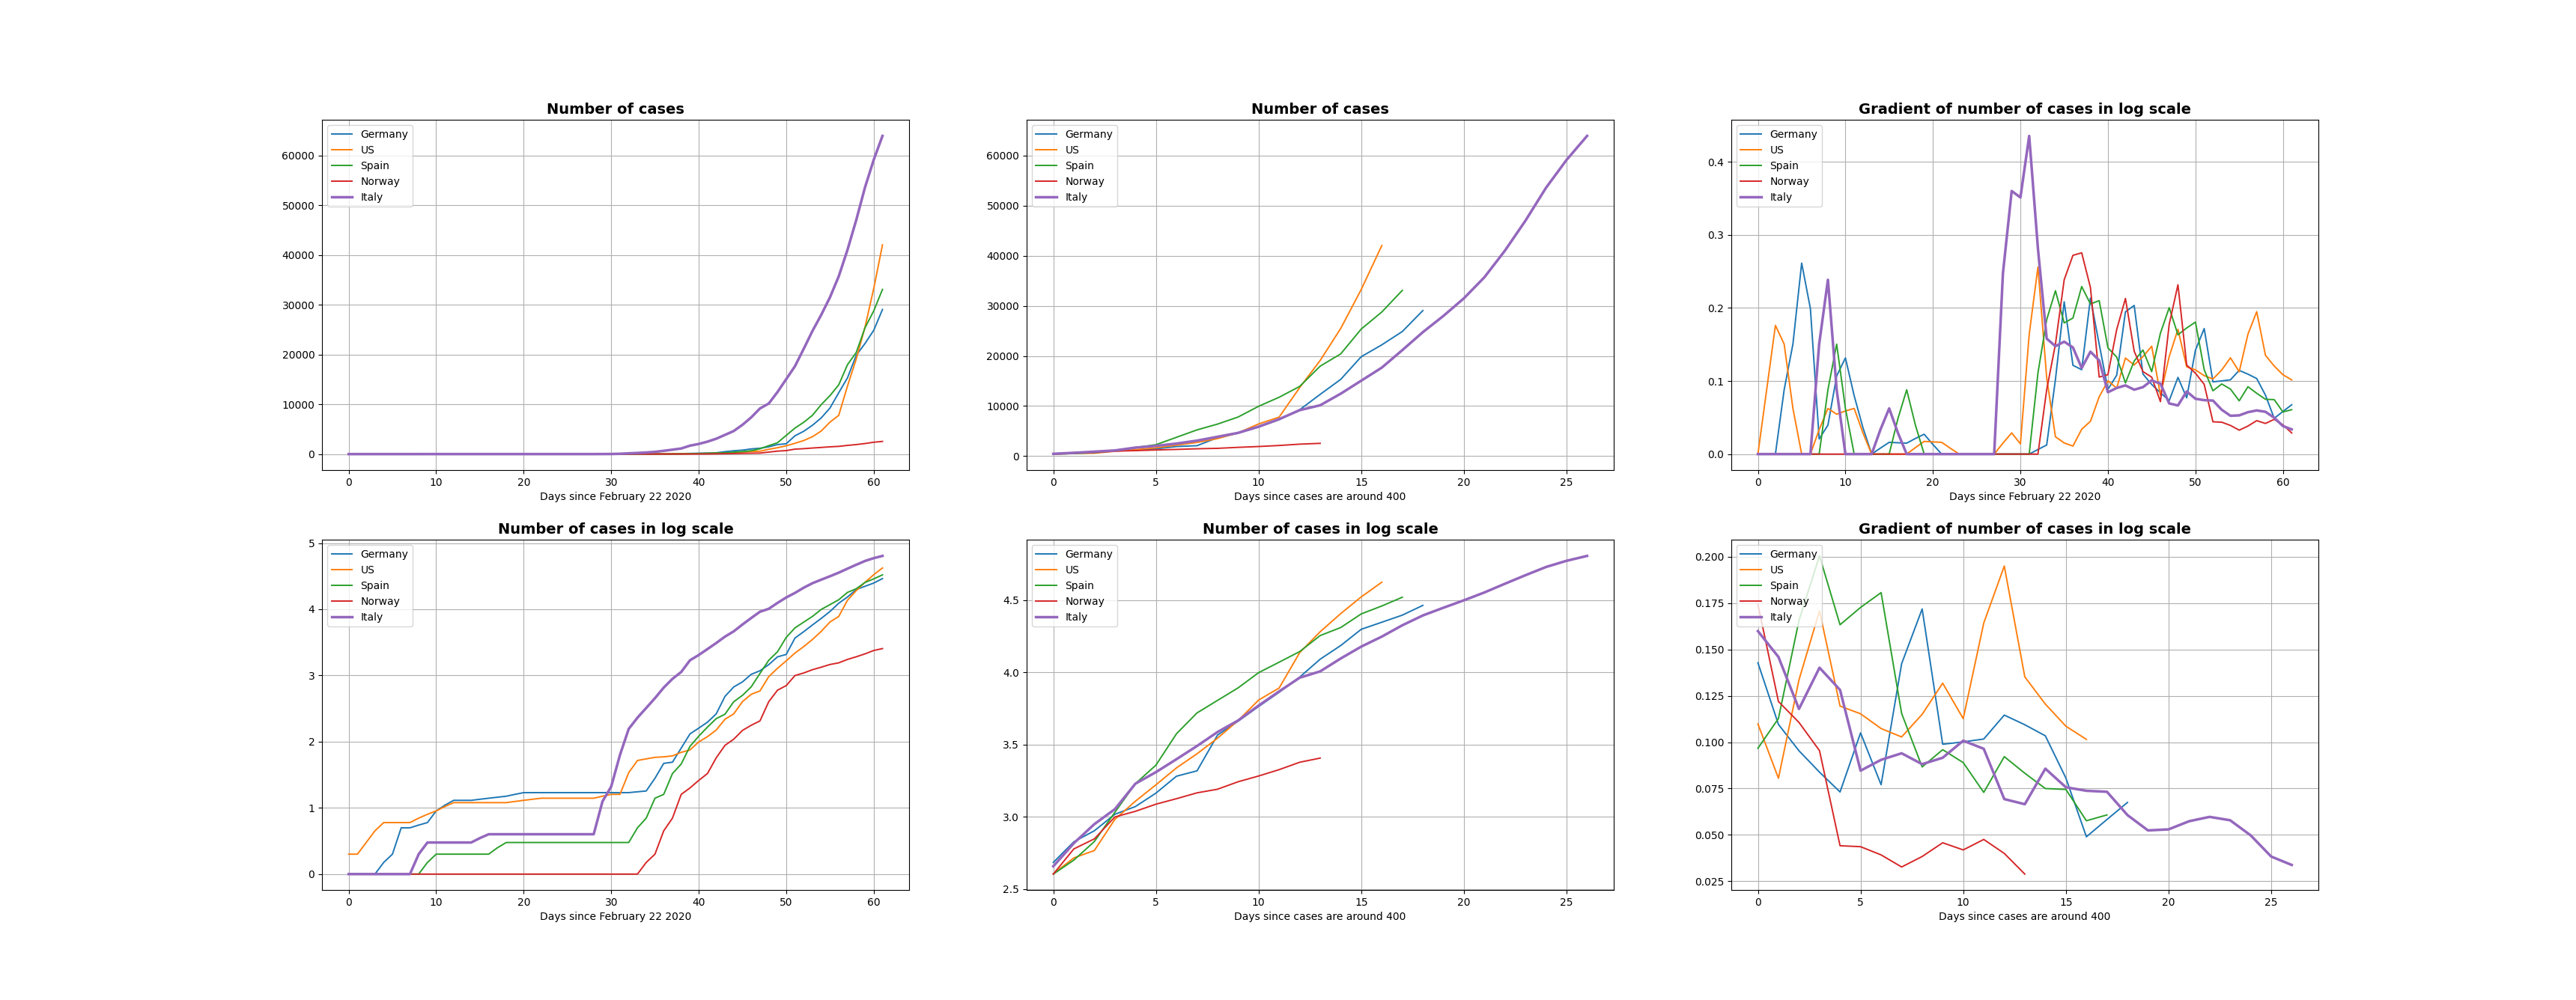 Number of cases
Germany
US
Spain
Norway
Italy
60000
50000
40000
30000
20000
10000
0
0 10 20 30 40 50 60
Days since February 22 2020
Number of cases
Germany
US
Spain
Norway
Italy
60000
50000
40000
30000
20000
10000
0
0 5 10 15 20 25
Days since cases are around 400
Gradient of number of cases in log scale
Germany
US
Spain
Norway
Italy
0.4
0.3
0.2
0.1
0.0
0 10 20 30 40 50 60
Days since February 22 2020
Number of cases in log scale
Germany
US
Spain
Norway
Italy
5
4
3
2
1
0
0 10 20 30 40 50 60
Days since February 22 2020
Number of cases in log scale
Germany
US
Spain
Norway
Italy
4.5
4.0
3.5
3.0
2.5
0 5 10 15 20 25
Days since cases are around 400
Gradient of number of cases in log scale
Germany
US
Spain
Norway
Italy
0.200
0.175
0.150
0.125
0.100
0.075
0.050
0.025
0 5 10 15 20 25
Days since cases are around 400